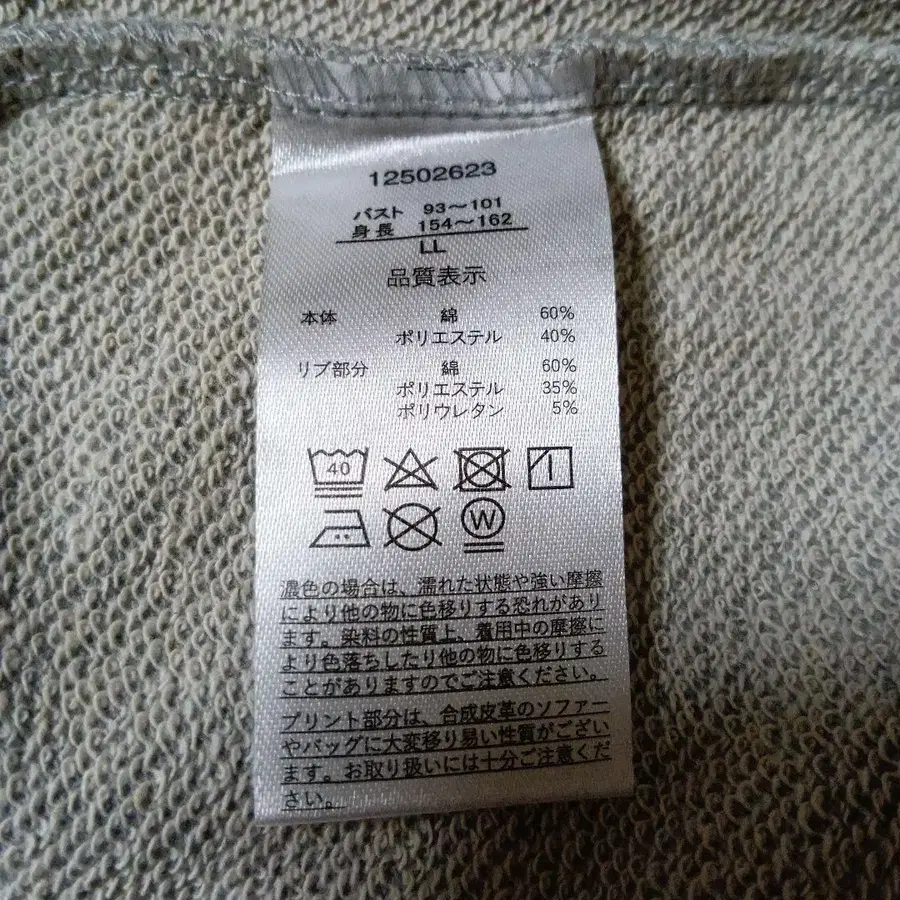 12502623
バスト 93～101
身長 154～162
LL
品質表示
本体 綿 60%
ポリエステル 40%
リブ部分 綿 60%
ポリエステル 35%
ポリウレタン 5%
40
W
濃色の場合は、濡れた状態や強い摩擦
により他の物に色移りする恐れがあり
ます。染料の性質上、着用中の摩擦に
より色落ちしたり他の物に色移りする
ことがありますのでご注意ください。
プリント部分は、合成皮革のソファー
やバッグに大変移り易い性質がござい
ます。お取り扱いには十分ご注意くだ
さい。